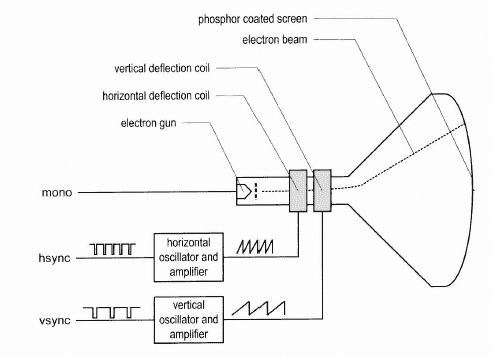 phosphor coated screen
electron beam
vertical deflection coil
horizontal deflection coil
electron gun
mono
hsync
horizontal
oscillator and
amplifier
vsync
vertical
oscillator and
amplifier